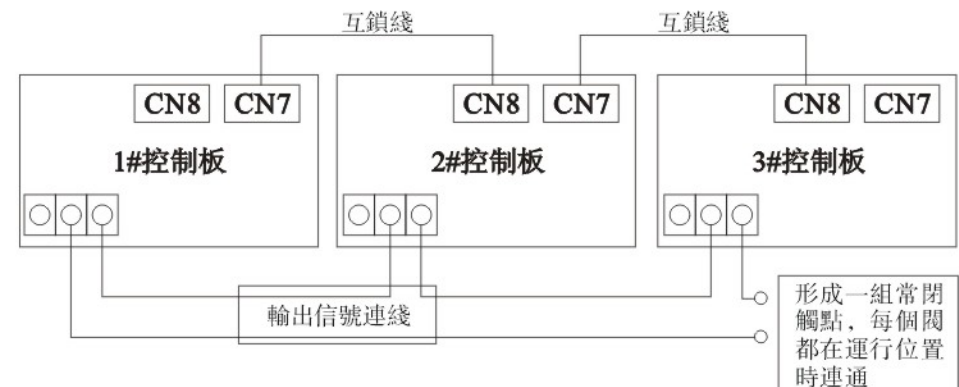 互鎖綫 互鎖綫
CN8 CN7 CN8 CN7 CN8 CN7
1#控制板 2#控制板 3#控制板
輸出信號連綫
形成一組常閉
觸點，每個閥
都在運行位置
時連通